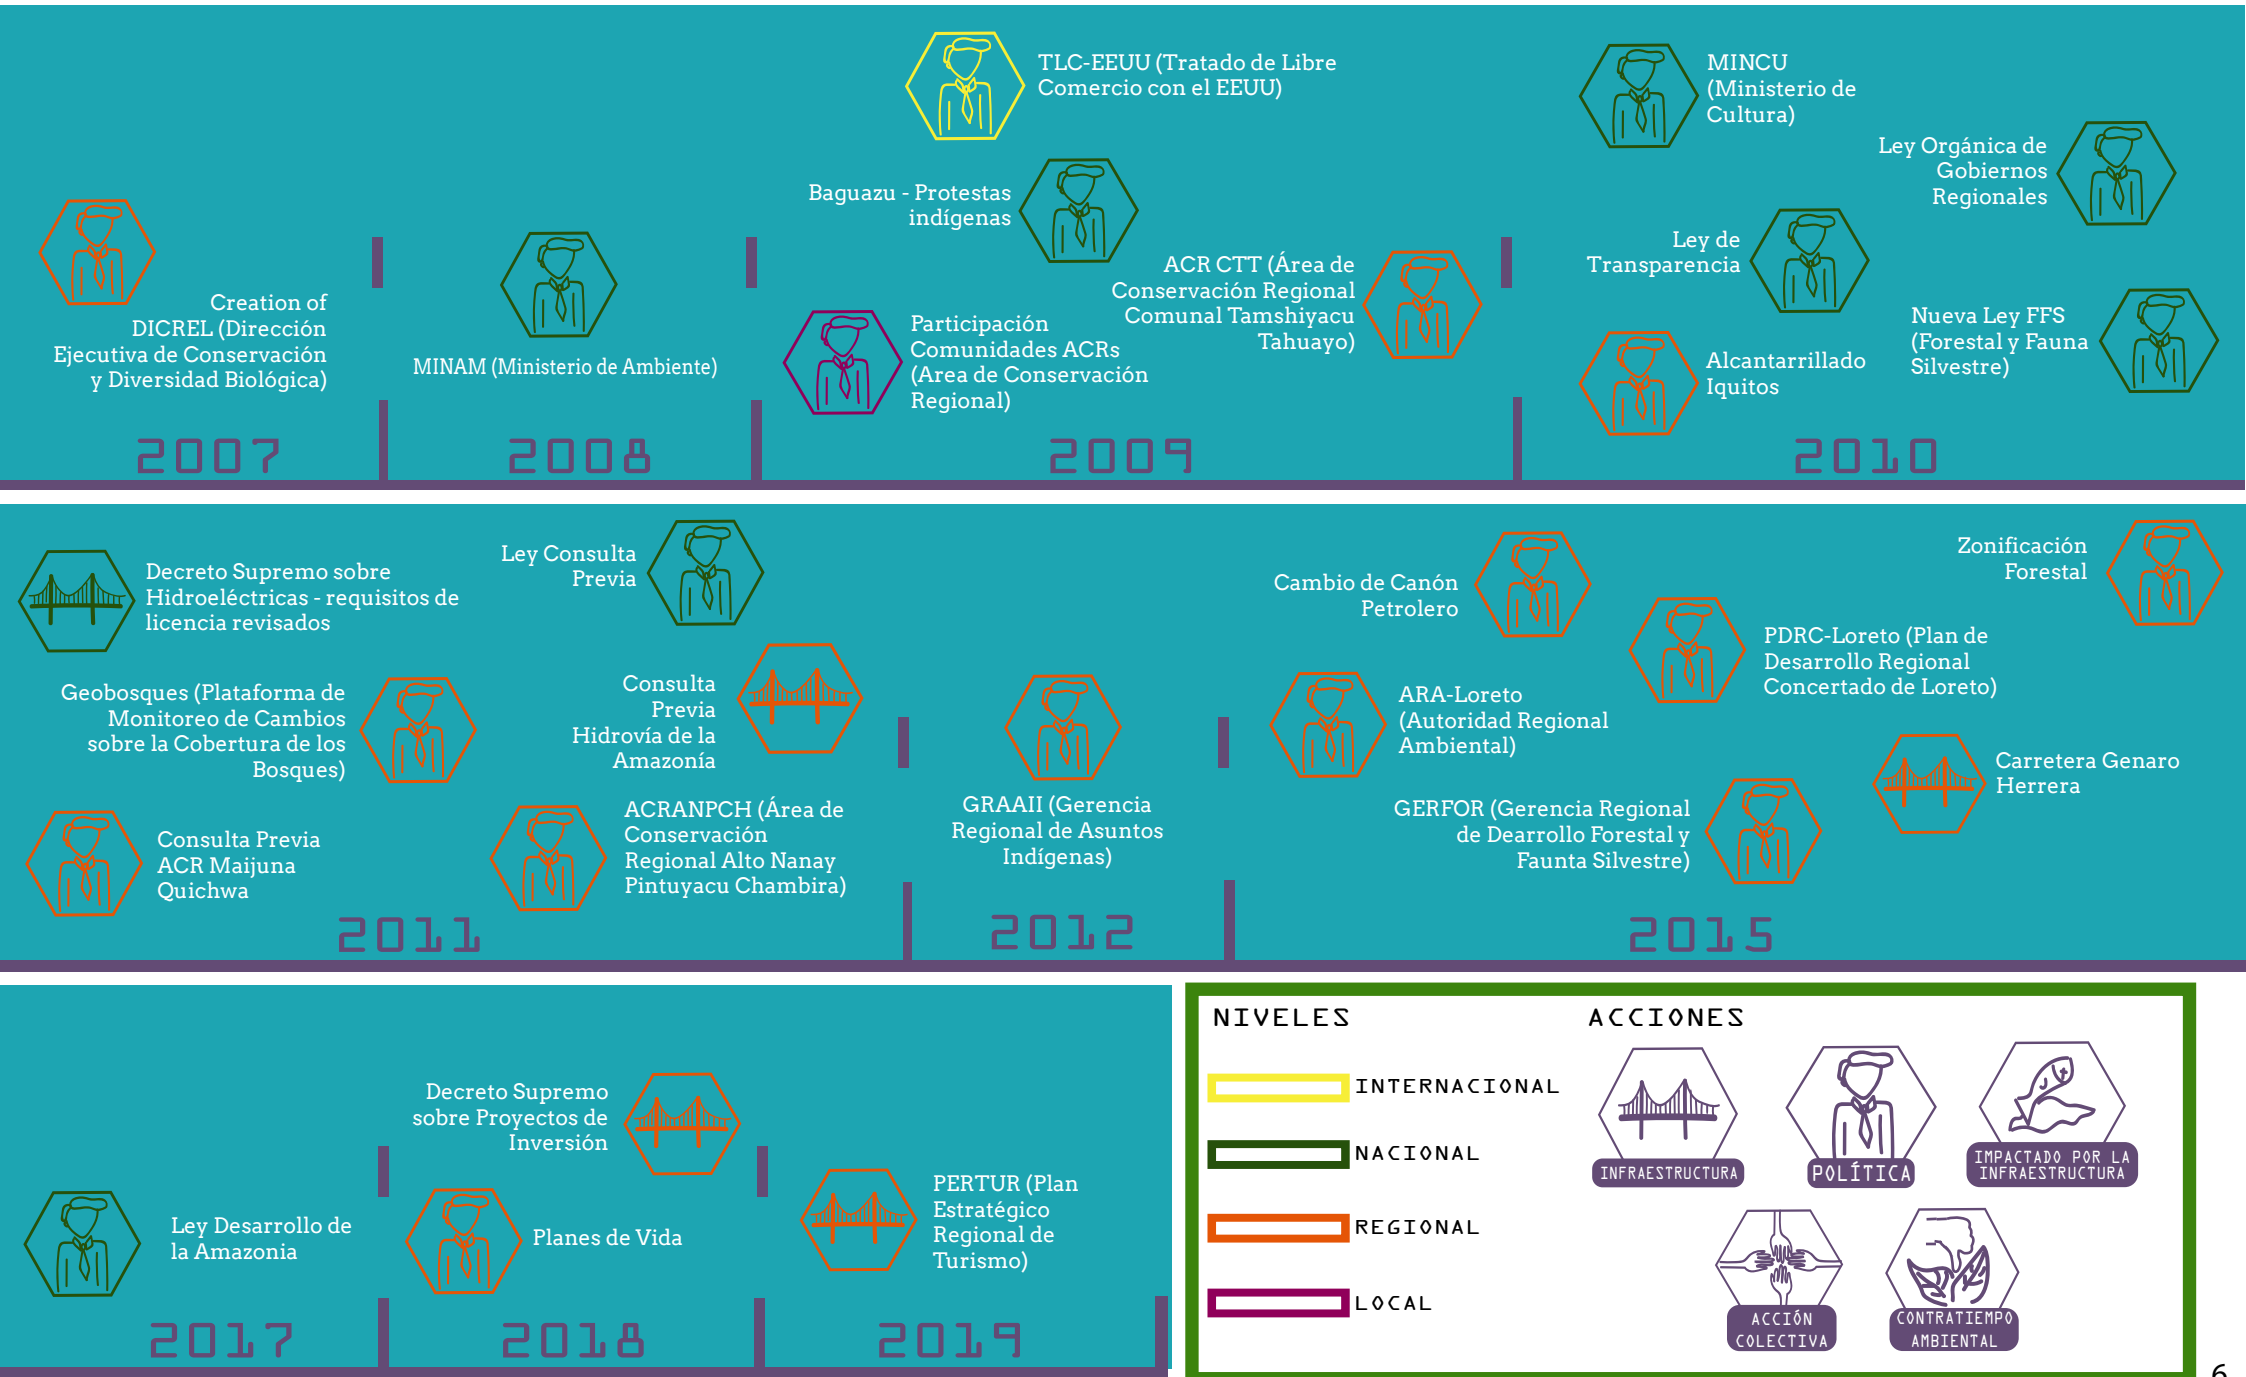 TLC-EEUU (Tratado de Libre
Comercio con el EEUU)
Baguazu - Protestas
indígenas
Creation of
DICREL (Dirección
Ejecutiva de Conservación
y Diversidad Biológica)
MINAM (Ministerio de Ambiente)
Participación
Comunidades ACRs
(Area de Conservación
Regional)
ACR CTT (Área de
Conservación Regional
Comunal Tamshiyacu
Tahuayo)
MINCU
(Ministerio de
Cultura)
Ley Orgánica de
Gobiernos
Regionales
Ley de
Transparencia
Alcantarrillado
Iquitos
Nueva Ley FFS
(Forestal y Fauna
Silvestre)
2007
2008
2009
2010
Decreto Supremo sobre
Hidroeléctricas - requisitos de
licencia revisados
Ley Consulta
Previa
Geobosques (Plataforma de
Monitoreo de Cambios
sobre la Cobertura de los
Bosques)
Consulta
Previa
Hidrovía de la
Amazonía
Consulta Previa
ACR Maijuna
Quichwa
ACRANPCH (Área de
Conservación
Regional Alto Nanay
Pintuyacu Chambira)
GRAAII (Gerencia
Regional de Asuntos
Indígenas)
Cambio de Canón
Petrolero
ARA-Loreto
(Autoridad Regional
Ambiental)
Zonificación
Forestal
PDRC-Loreto (Plan de
Desarrollo Regional
Concertado de Loreto)
GERFOR (Gerencia Regional
de Dearrollo Forestal y
Faunta Silvestre)
Carretera Genaro
Herrera
2011
2012
2015
Ley Desarrollo de
la Amazonia
Decreto Supremo
sobre Proyectos de
Inversión
Planes de Vida
PERTUR (Plan
Estratégico
Regional de
Turismo)
2017
2018
2019
NIVELES
INTERNACIONAL
NACIONAL
REGIONAL
LOCAL
ACCIONES
INFRAESTRUCTURA
POLÍTICA
IMPACTADO POR LA
INFRAESTRUCTURA
ACCIÓN
COLECTIVA
CONTRATIEMPO
AMBIENTAL
6